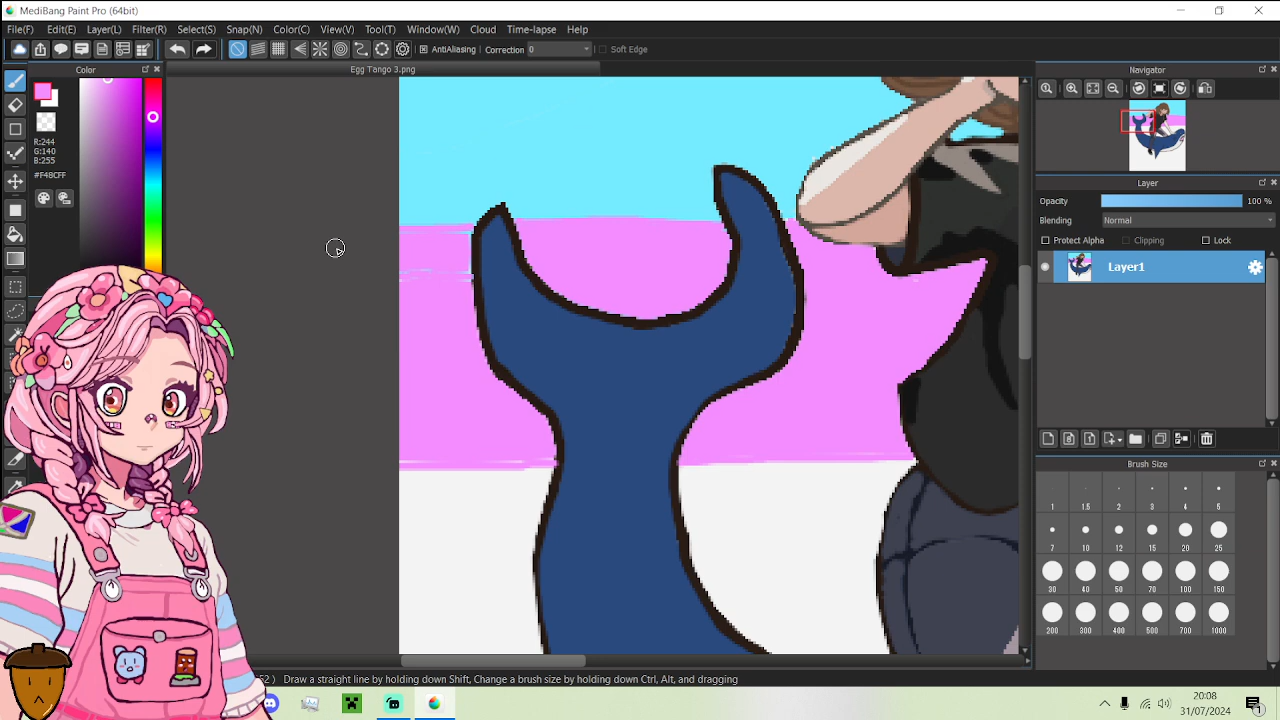 MediBang Paint Pro (64bit)
File(F) Edit(E) Layer(L) Filter(R) Select(S) Snap(N) Color(C) View(V) Tool(T) Window(W) Cloud Time-lapse Help
AntiAliasing Correction 0 Soft Edge
Color
Egg Tango 3.png
Navigator
R:244
G:140
B:255
#F48CFF
Layer
Opacity 100 %
Blending Normal
Protect Alpha Clipping Lock
Layer1
Brush Size
1 1.5 2 3 4 5
7 10 12 15 20 25
30 40 50 70 100 150
200 300 400 500 700 1000
Draw a straight line by holding down Shift, Change a brush size by holding down Ctrl, Alt, and dragging
20:08
31/07/2024
1